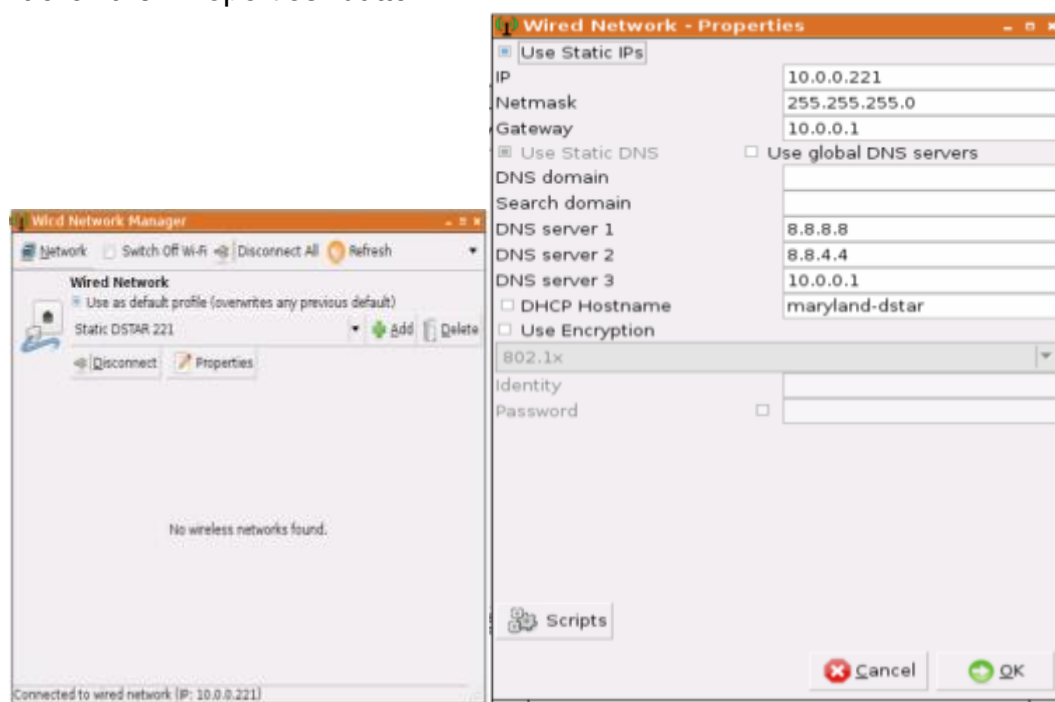 Wired Network - Properties
Use Static IPs
IP 10.0.0.221
Netmask 255.255.255.0
Gateway 10.0.0.1
Use Static DNS Use global DNS servers
DNS domain
Search domain
DNS server 1 8.8.8.8
DNS server 2 8.8.4.4
DNS server 3 10.0.0.1
DHCP Hostname maryland-dstar
Use Encryption
802.1x
Identity
Password
Scripts
Cancel OK
Wicd Network Manager
Network Switch Off Wi-Fi Disconnect All Refresh
Wired Network
Use as default profile (overwrites any previous default)
Static DSTAR 221 Add Delete
Disconnect Properties
No wireless networks found.
Connected to wired network (IP: 10.0.0.221)